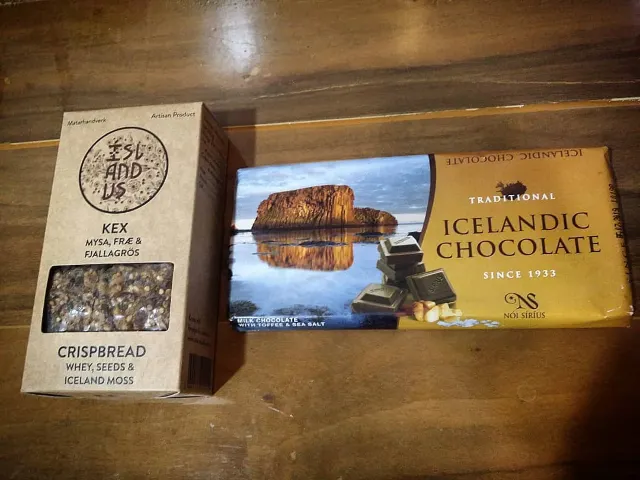 Matarhandverk
Artisan Product
ÍSL
AND
US
KEX
MYSA, FRÆ &
FJALLAGRÖS
CRISPBREAD
WHEY, SEEDS &
ICELAND MOSS
ICELANDIC CHOCOLATE
TRADITIONAL
ICELANDIC
CHOCOLATE
SINCE 1933
NS
NÓI SÍRÍUS
MILK CHOCOLATE
WITH TOFFEE & SEA SALT